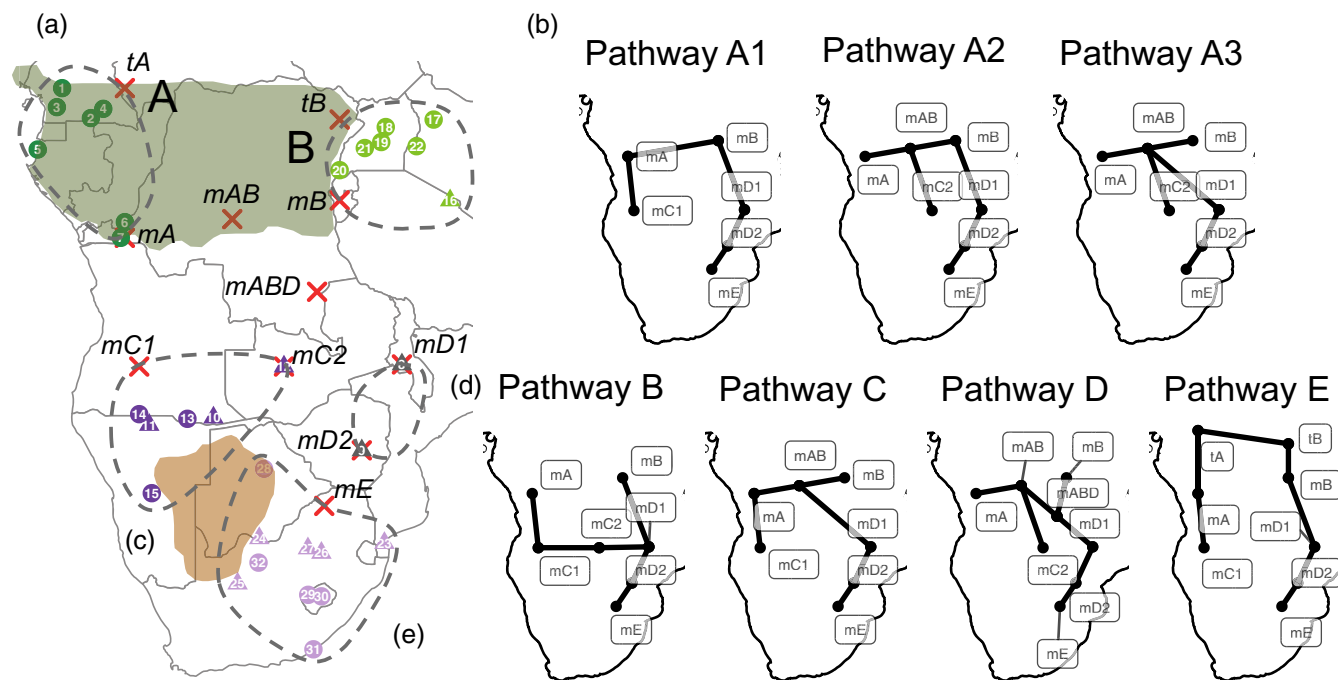 (a)
tA
A
1
3
4
2
5
6
7
mA
mAB
tB
B
17
18
19
21
22
20
16
mB
mABD
mC1
mC2
mD1
14
11
13
10
15
mD2
28
mE
(c)
24
27
26
23
32
25
29
30
31
(e)
(b)
Pathway A1
mA
mB
mC1
mD1
mD2
mE
Pathway A2
mAB
mB
mA
mC2
mD1
mD2
mE
Pathway A3
mAB
mB
mA
mC2
mD1
mD2
mE
(d)
Pathway B
mA
mB
mC2
mD1
mC1
mD2
mE
Pathway C
mAB
mB
mA
mD1
mC1
mD2
mE
Pathway D
mAB
mB
mABD
mA
mD1
mC2
mD2
mE
Pathway E
tA
tB
mB
mA
mD1
mC1
mD2
mE